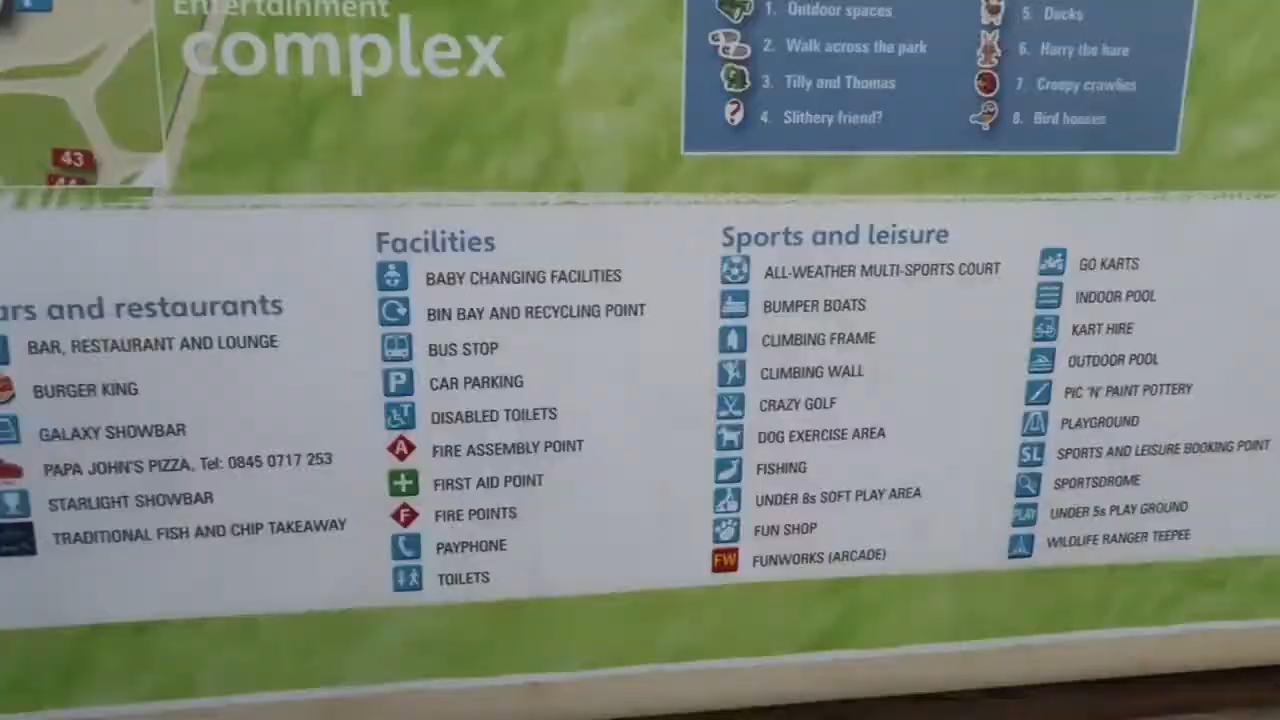 Entertainment
complex
43
1. Outdoor spaces
2. Walk across the park
3. Tilly and Thomas
4. Slithery friend?
5. Ducks
6. Harry the hare
7. Creepy crawlies
8. Bird houses
ars and restaurants
BAR, RESTAURANT AND LOUNGE
BURGER KING
GALAXY SHOWBAR
PAPA JOHN'S PIZZA, Tel: 0845 0717 253
STARLIGHT SHOWBAR
TRADITIONAL FISH AND CHIP TAKEAWAY
Facilities
BABY CHANGING FACILITIES
BIN BAY AND RECYCLING POINT
BUS STOP
P CAR PARKING
DISABLED TOILETS
A FIRE ASSEMBLY POINT
FIRST AID POINT
F FIRE POINTS
PAYPHONE
TOILETS
Sports and leisure
ALL-WEATHER MULTI-SPORTS COURT
BUMPER BOATS
CLIMBING FRAME
CLIMBING WALL
CRAZY GOLF
DOG EXERCISE AREA
FISHING
UNDER 8s SOFT PLAY AREA
FUN SHOP
FW FUNWORKS (ARCADE)
GO KARTS
INDOOR POOL
KART HIRE
OUTDOOR POOL
PIC 'N' PAINT POTTERY
PLAYGROUND
SL SPORTS AND LEISURE BOOKING POINT
SPORTSDROME
PLAY UNDER 5s PLAY GROUND
WILDLIFE RANGER TEEPEE